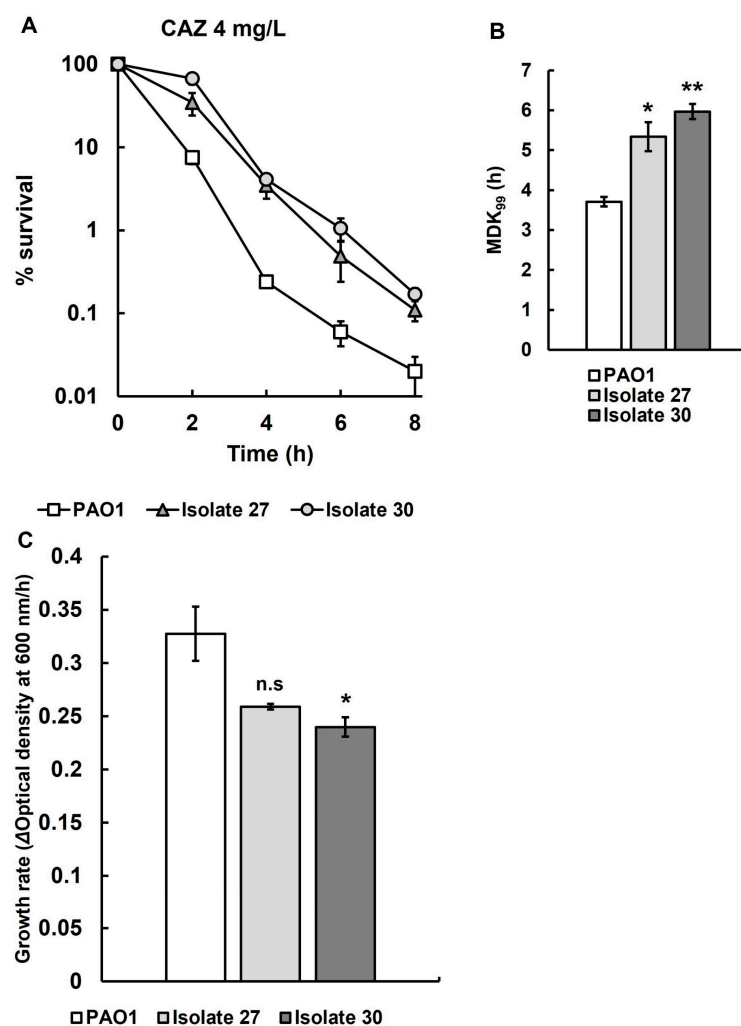 A
CAZ 4 mg/L
100
10
1
0.1
0.01
% survival
0 2 4 6 8
Time (h)
PAO1 Isolate 27 Isolate 30
B
7
6
5
4
3
2
1
0
MDK99 (h)
*
**
PAO1
Isolate 27
Isolate 30
C
0.4
0.35
0.3
0.25
0.2
0.15
0.1
0.05
0
Growth rate (ΔOptical density at 600 nm/h)
n.s
*
PAO1 Isolate 27 Isolate 30